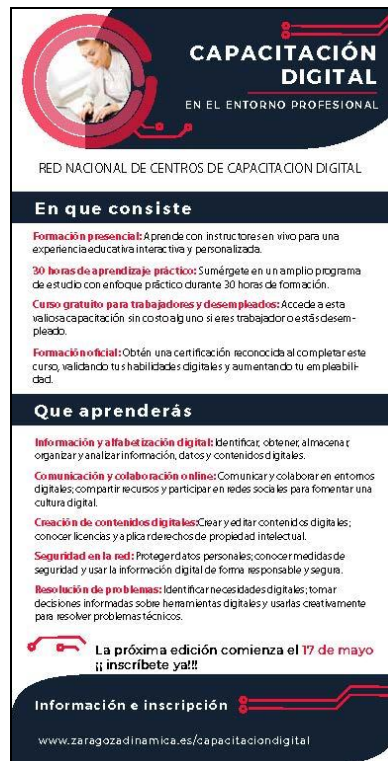 CAPACITACIÓN
DIGITAL
EN EL ENTORNO PROFESIONAL
RED NACIONAL DE CENTROS DE CAPACITACION DIGITAL
En que consiste
Formación presencial: Aprende con instructores en vivo para una
experiencia educativa interactiva y personalizada.
30 horas de aprendizaje práctico: Sumérgete en un amplio programa
de estudio con enfoque práctico durante 30 horas de formación.
Curso gratuito para trabajadores y desempleados: Accede a esta
valiosa capacitación sin costo alguno si eres trabajador o estás desem-
pleado.
Formación oficial: Obtén una certificación reconocida al completar este
curso, validando tus habilidades digitales y aumentando tu empleabili-
dad.
Que aprenderás
Información y alfabetización digital: Identificar, obtener, almacenar,
organizar y analizar información, datos y contenidos digitales.
Comunicación y colaboración online: Comunicar y colaborar en entornos
digitales; compartir recursos y participar en redes sociales para fomentar una
cultura digital.
Creación de contenidos digitales: Crear y editar contenidos digitales;
conocer licencias y aplicar derechos de propiedad intelectual.
Seguridad en la red: Proteger datos personales; conocer medidas de
seguridad y usar la información digital de forma responsable y segura.
Resolución de problemas: Identificar necesidades digitales; tomar
decisiones informadas sobre herramientas digitales y usarlas creativamente
para resolver problemas técnicos.
La próxima edición comienza el 17 de mayo
¡¡ inscríbete ya!!!
Información e inscripción
www.zaragozadinamica.es/capacitaciondigital